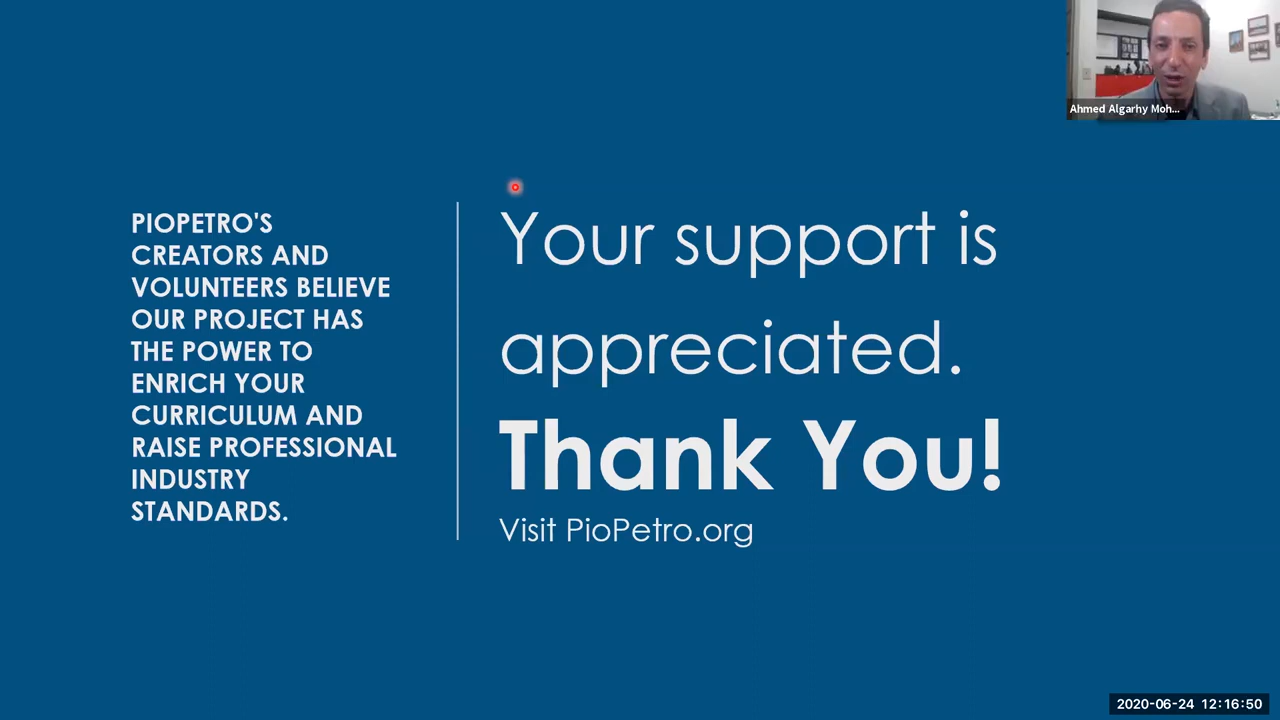 Ahmed Algarhy Moh...
PIOPETRO'S
CREATORS AND
VOLUNTEERS BELIEVE
OUR PROJECT HAS
THE POWER TO
ENRICH YOUR
CURRICULUM AND
RAISE PROFESSIONAL
INDUSTRY
STANDARDS.
Your support is
appreciated.
Thank You!
Visit PioPetro.org
2020-06-24 12:16:50